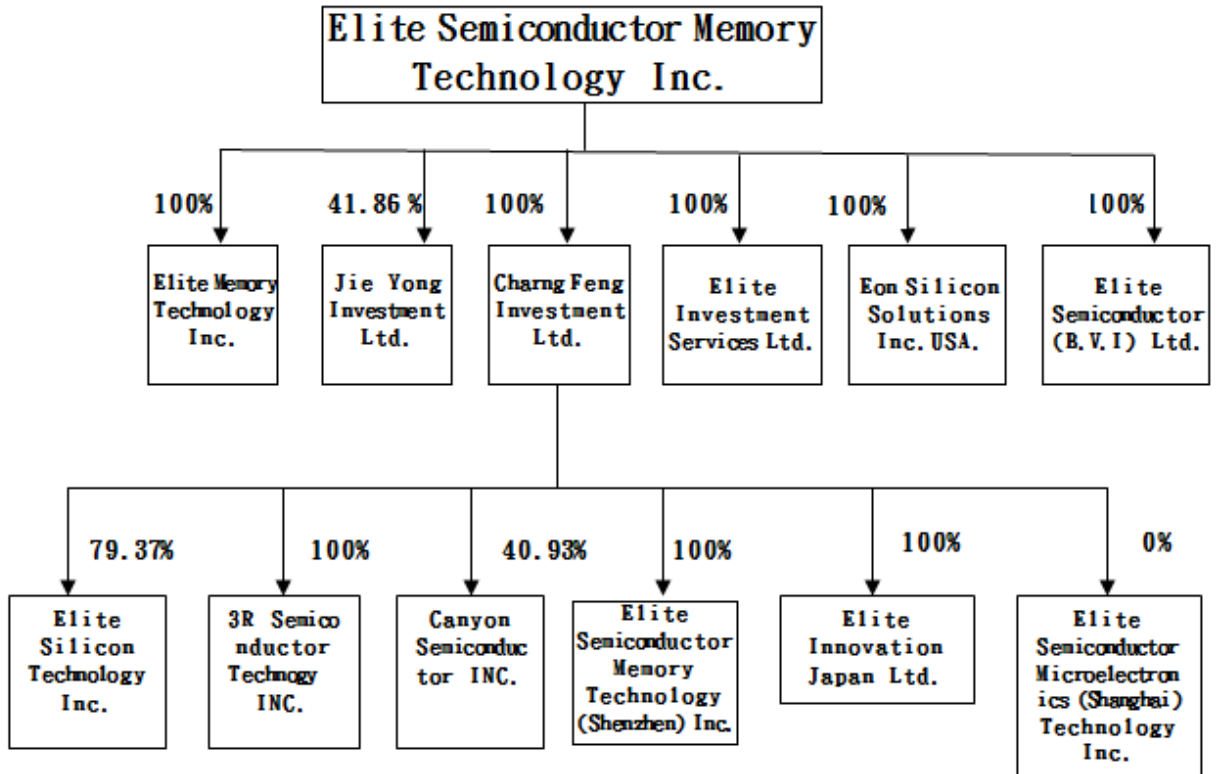 Elite Semiconductor Memory
Technology Inc.
100%
41.86 %
100%
100%
100%
100%
Elite Memory
Technology
Inc.
Jie Yong
Investment
Ltd.
Charng Feng
Investment
Ltd.
Elite
Investment
Services Ltd.
Eon Silicon
Solutions
Inc. USA.
Elite
Semiconductor
(B.V.I) Ltd.
79.37%
100%
40.93%
100%
100%
0%
Elite
Silicon
Technology
Inc.
3R Semico
nductor
Technogy
INC.
Canyon
Semiconduc
tor INC.
Elite
Semiconductor
Memory
Technology
(Shenzhen) Inc.
Elite
Innovation
Japan Ltd.
Elite
Semiconductor
Microelectron
ics (Shanghai)
Technology
Inc.